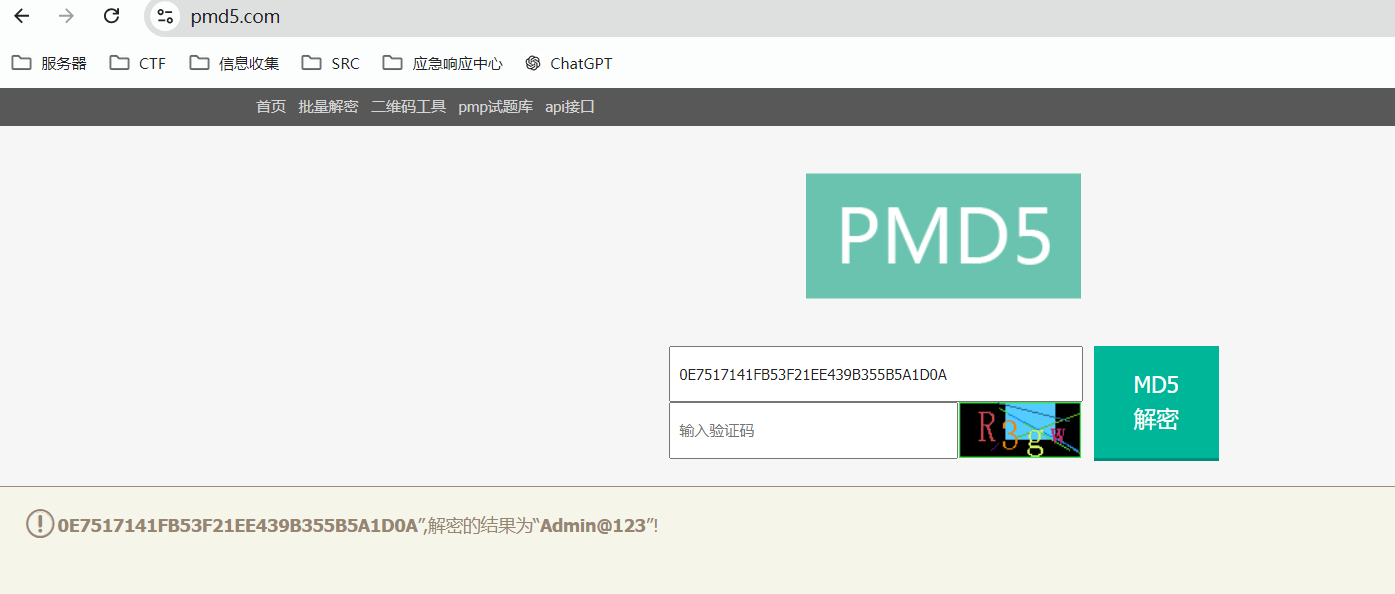 pmd5.com
服务器 CTF 信息收集 SRC 应急响应中心 ChatGPT
首页 批量解密 二维码工具 pmp试题库 api接口
PMD5
0E7517141FB53F21EE439B355B5A1D0A
MD5
解密
输入验证码
R3gw
0E7517141FB53F21EE439B355B5A1D0A”,解密的结果为“Admin@123”!